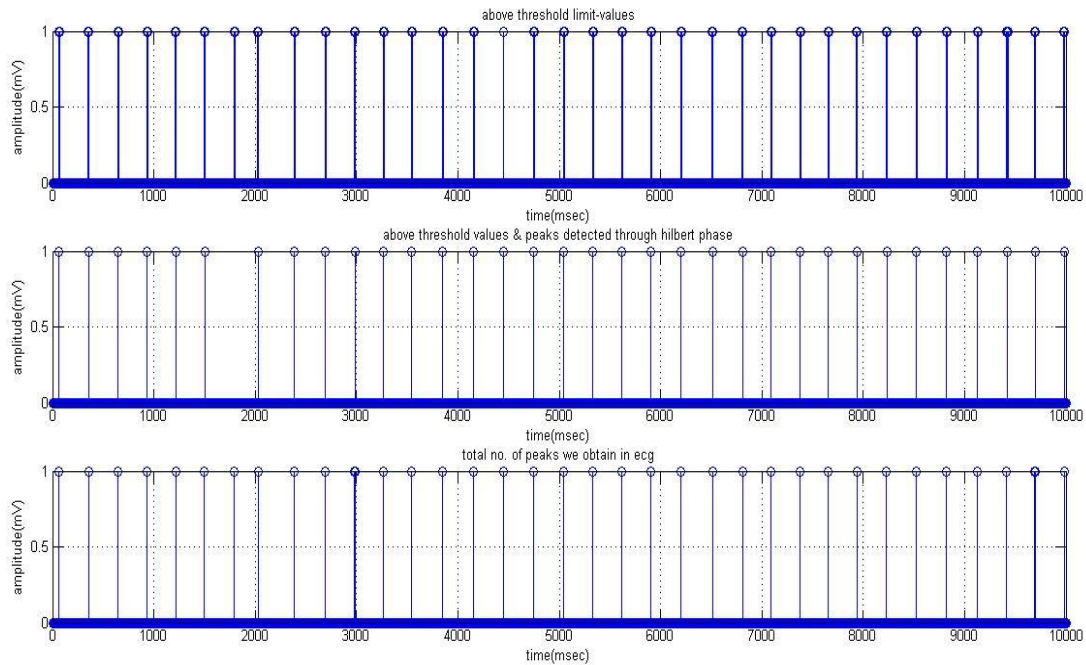 above threshold limit-values
1
0.5
0
amplitude(mV)
0 1000 2000 3000 4000 5000 6000 7000 8000 9000 10000
time(msec)
above threshold values & peaks detected through hilbert phase
1
0.5
0
amplitude(mV)
0 1000 2000 3000 4000 5000 6000 7000 8000 9000 10000
time(msec)
total no. of peaks we obtain in ecg
1
0.5
0
amplitude(mV)
0 1000 2000 3000 4000 5000 6000 7000 8000 9000 10000
time(msec)